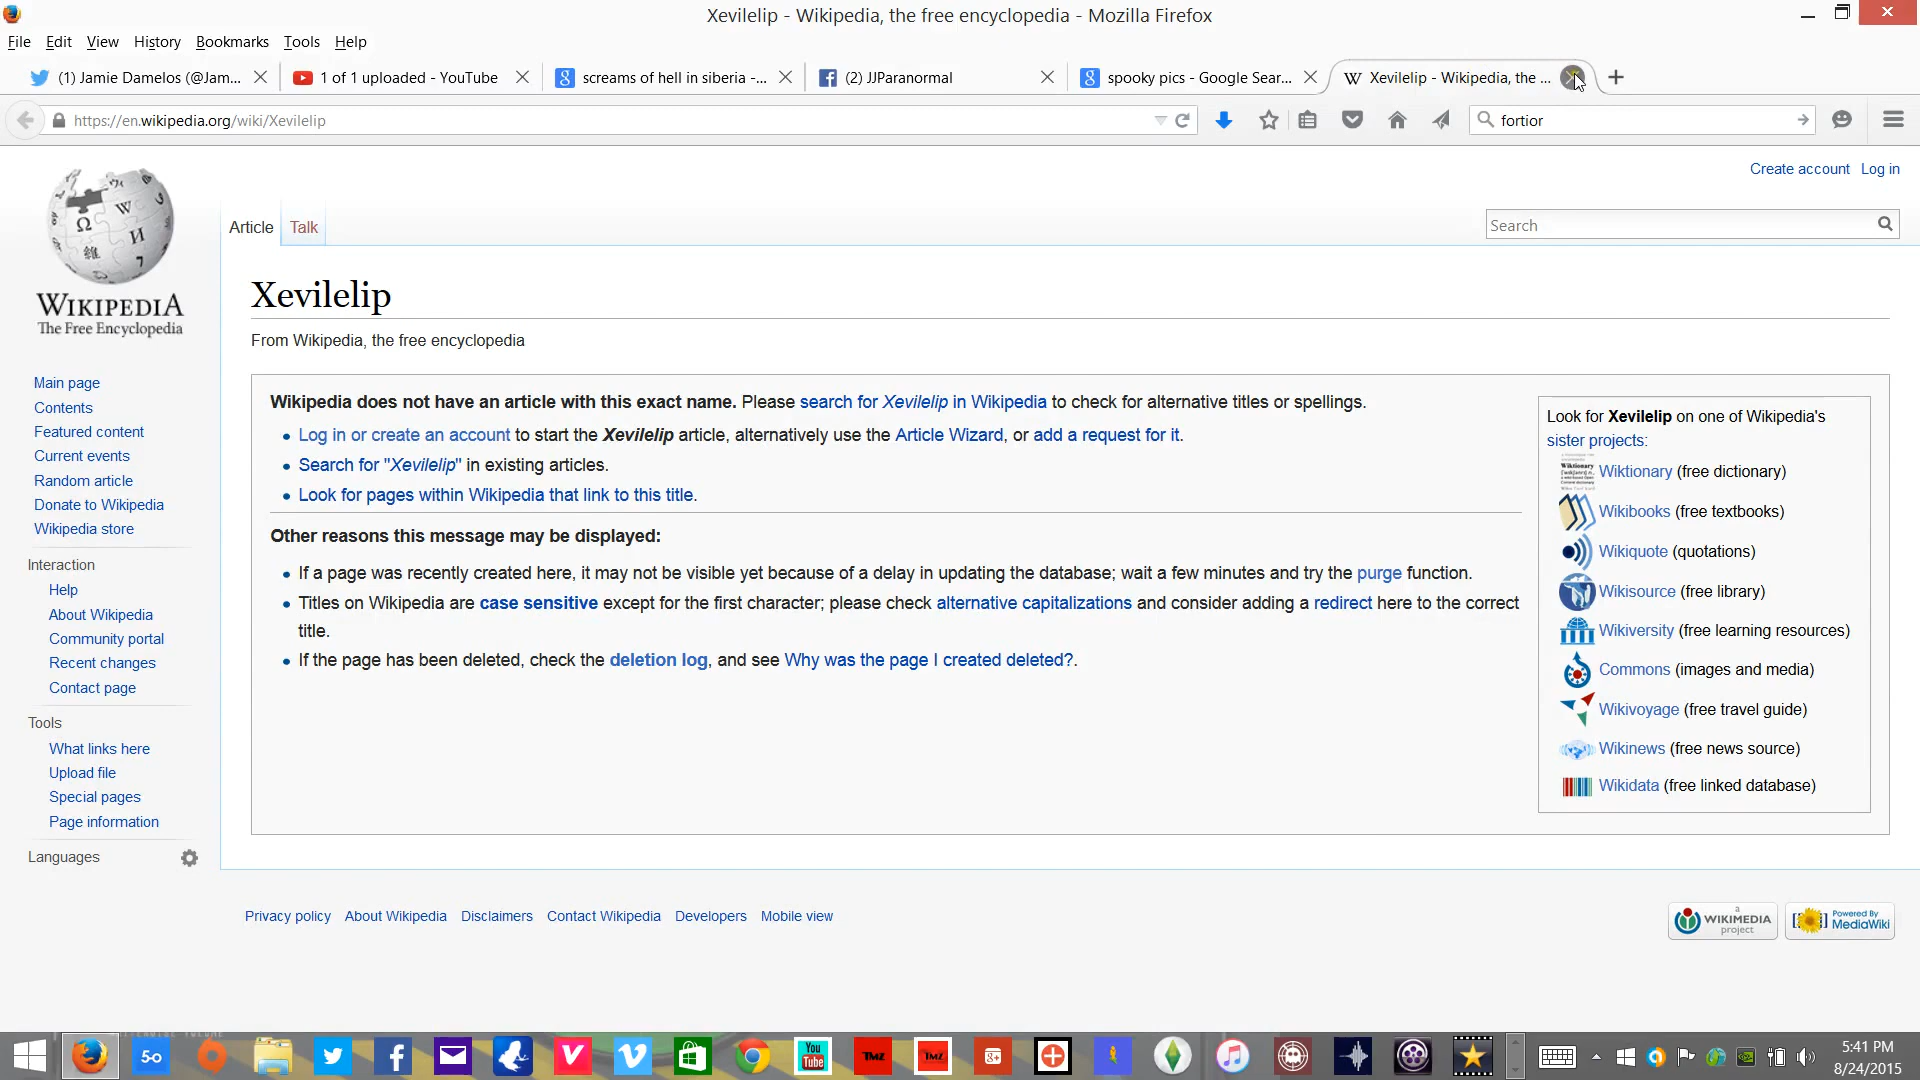 Xevilelip - Wikipedia, the free encyclopedia - Mozilla Firefox
File Edit View History Bookmarks Tools Help
(1) Jamie Damelos (@Jam... 1 of 1 uploaded - YouTube screams of hell in siberia -... (2) JJParanormal spooky pics - Google Sear... Xevilelip - Wikipedia, the ...
https://en.wikipedia.org/wiki/Xevilelip fortior
Create account Log in
Article Talk Search
WIKIPEDIA
The Free Encyclopedia
Main page
Contents
Featured content
Current events
Random article
Donate to Wikipedia
Wikipedia store
Interaction
Help
About Wikipedia
Community portal
Recent changes
Contact page
Tools
What links here
Upload file
Special pages
Page information
Languages
Xevilelip
From Wikipedia, the free encyclopedia
Wikipedia does not have an article with this exact name. Please search for Xevilelip in Wikipedia to check for alternative titles or spellings.
Log in or create an account to start the Xevilelip article, alternatively use the Article Wizard, or add a request for it.
Search for "Xevilelip" in existing articles.
Look for pages within Wikipedia that link to this title.
Other reasons this message may be displayed:
If a page was recently created here, it may not be visible yet because of a delay in updating the database; wait a few minutes and try the purge function.
Titles on Wikipedia are case sensitive except for the first character; please check alternative capitalizations and consider adding a redirect here to the correct
title.
If the page has been deleted, check the deletion log, and see Why was the page I created deleted?.
Look for Xevilelip on one of Wikipedia's
sister projects:
Wiktionary (free dictionary)
Wikibooks (free textbooks)
Wikiquote (quotations)
Wikisource (free library)
Wikiversity (free learning resources)
Commons (images and media)
Wikivoyage (free travel guide)
Wikinews (free news source)
Wikidata (free linked database)
Privacy policy About Wikipedia Disclaimers Contact Wikipedia Developers Mobile view
a
WIKIMEDIA
project
Powered By
MediaWiki
5-0
You
Tube
TMZ
TMZ
5:41 PM
8/24/2015